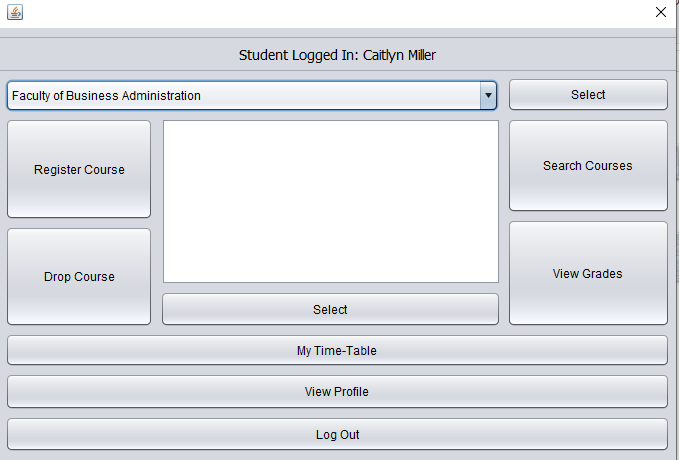 Student Logged In: Caitlyn Miller
Faculty of Business Administration
Select
Register Course
Search Courses
Drop Course
View Grades
Select
My Time-Table
View Profile
Log Out